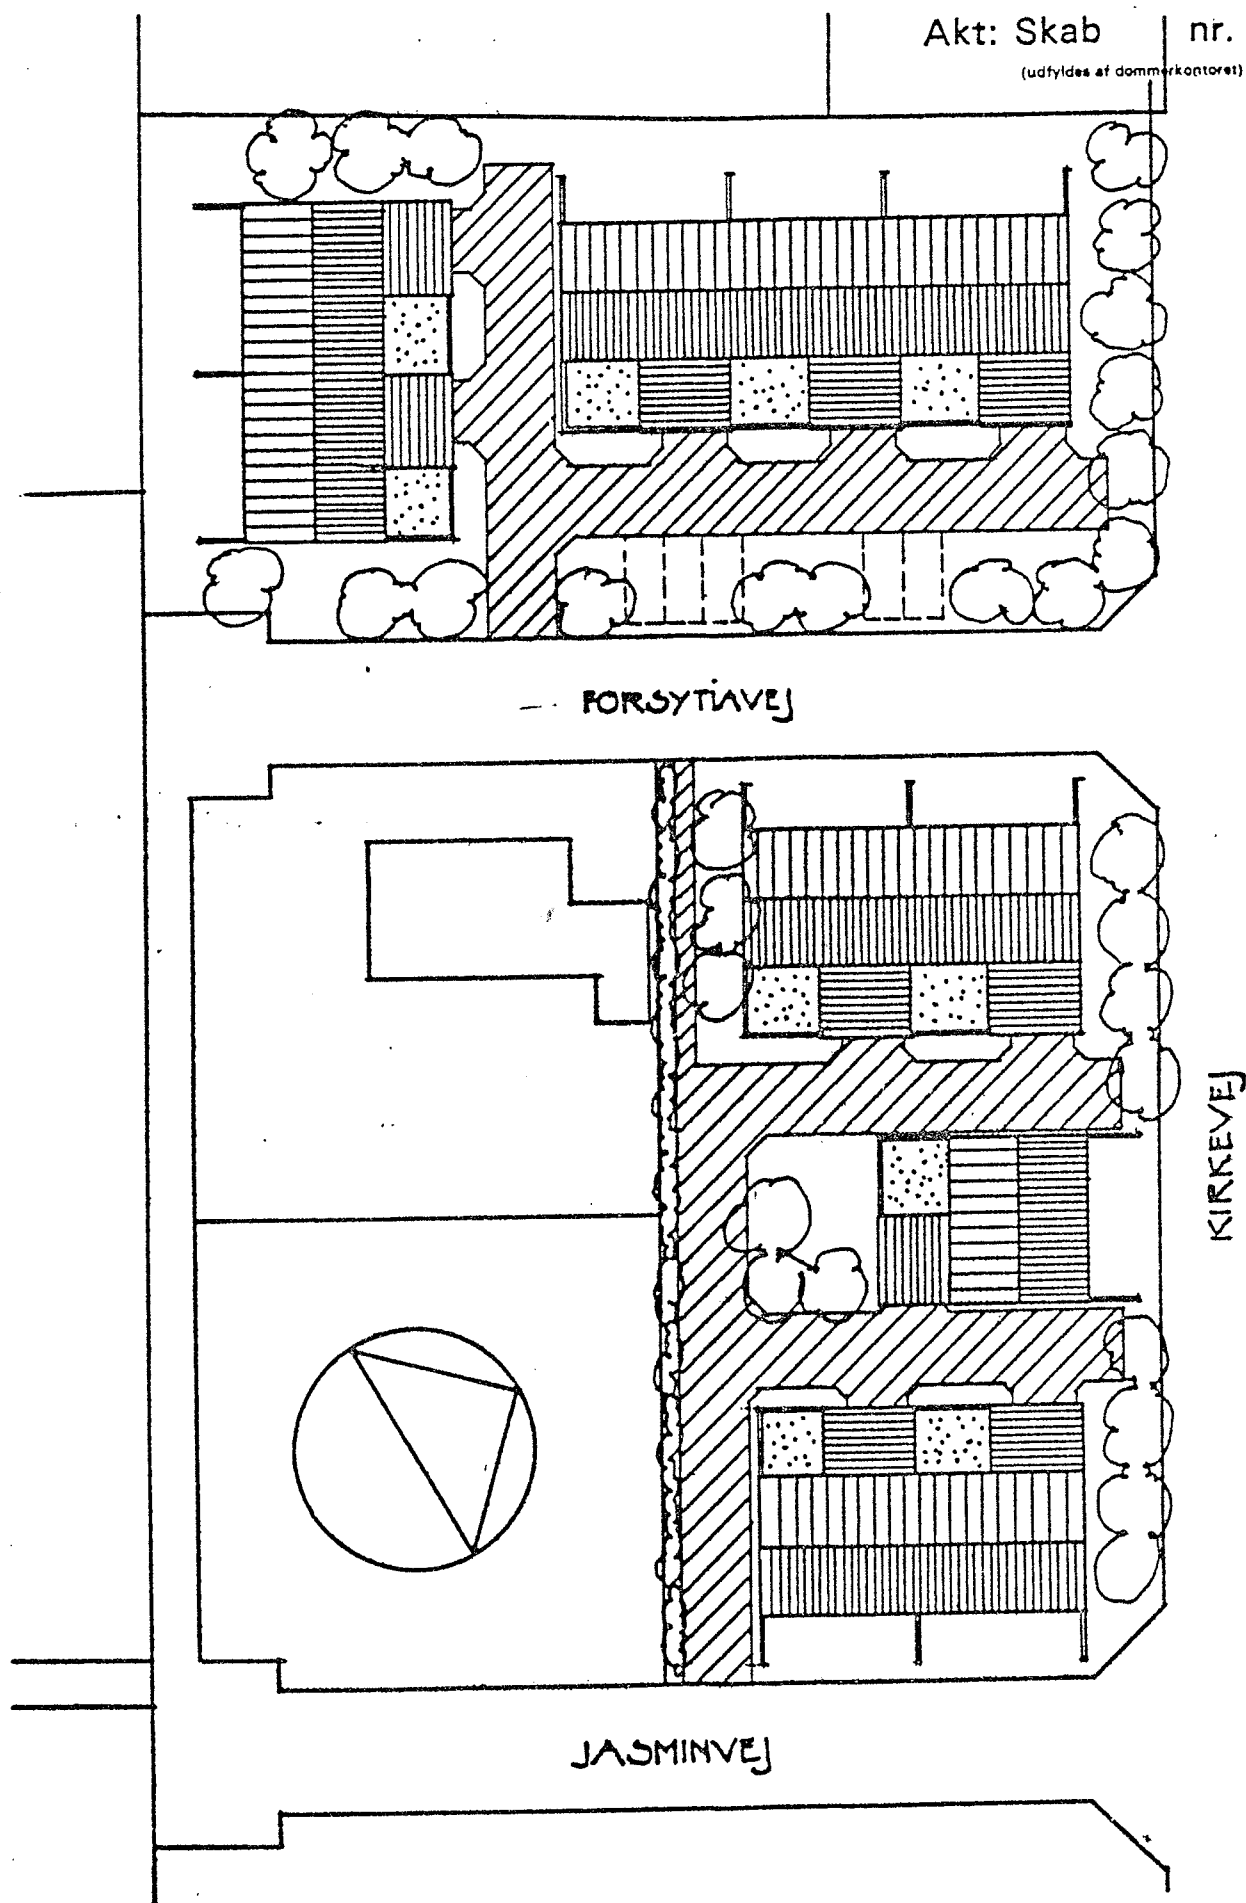 Akt: Skab nr.
(udfyldes af dommerkontoret)
FORSYTIAVEJ
KIRKEVEJ
JASMINVEJ